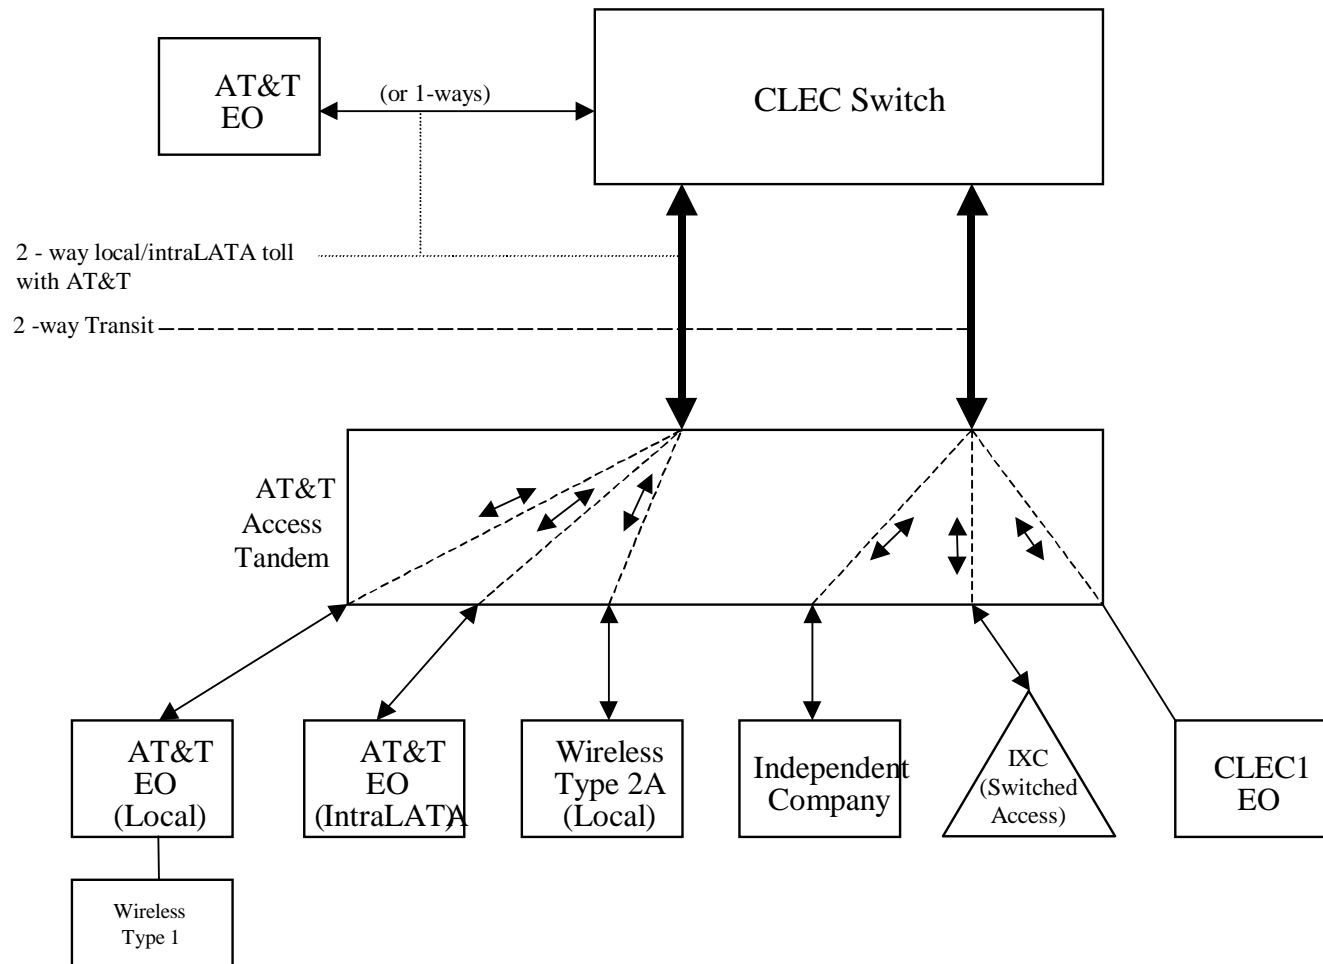 AT&T
EO
(or 1-ways)
CLEC Switch
2 - way local/intraLATA toll
with AT&T
2 -way Transit
AT&T
Access
Tandem
AT&T
EO
(Local)
AT&T
EO
(IntraLATA)
Wireless
Type 2A
(Local)
Independent
Company
IXC
(Switched
Access)
CLEC1
EO
Wireless
Type 1